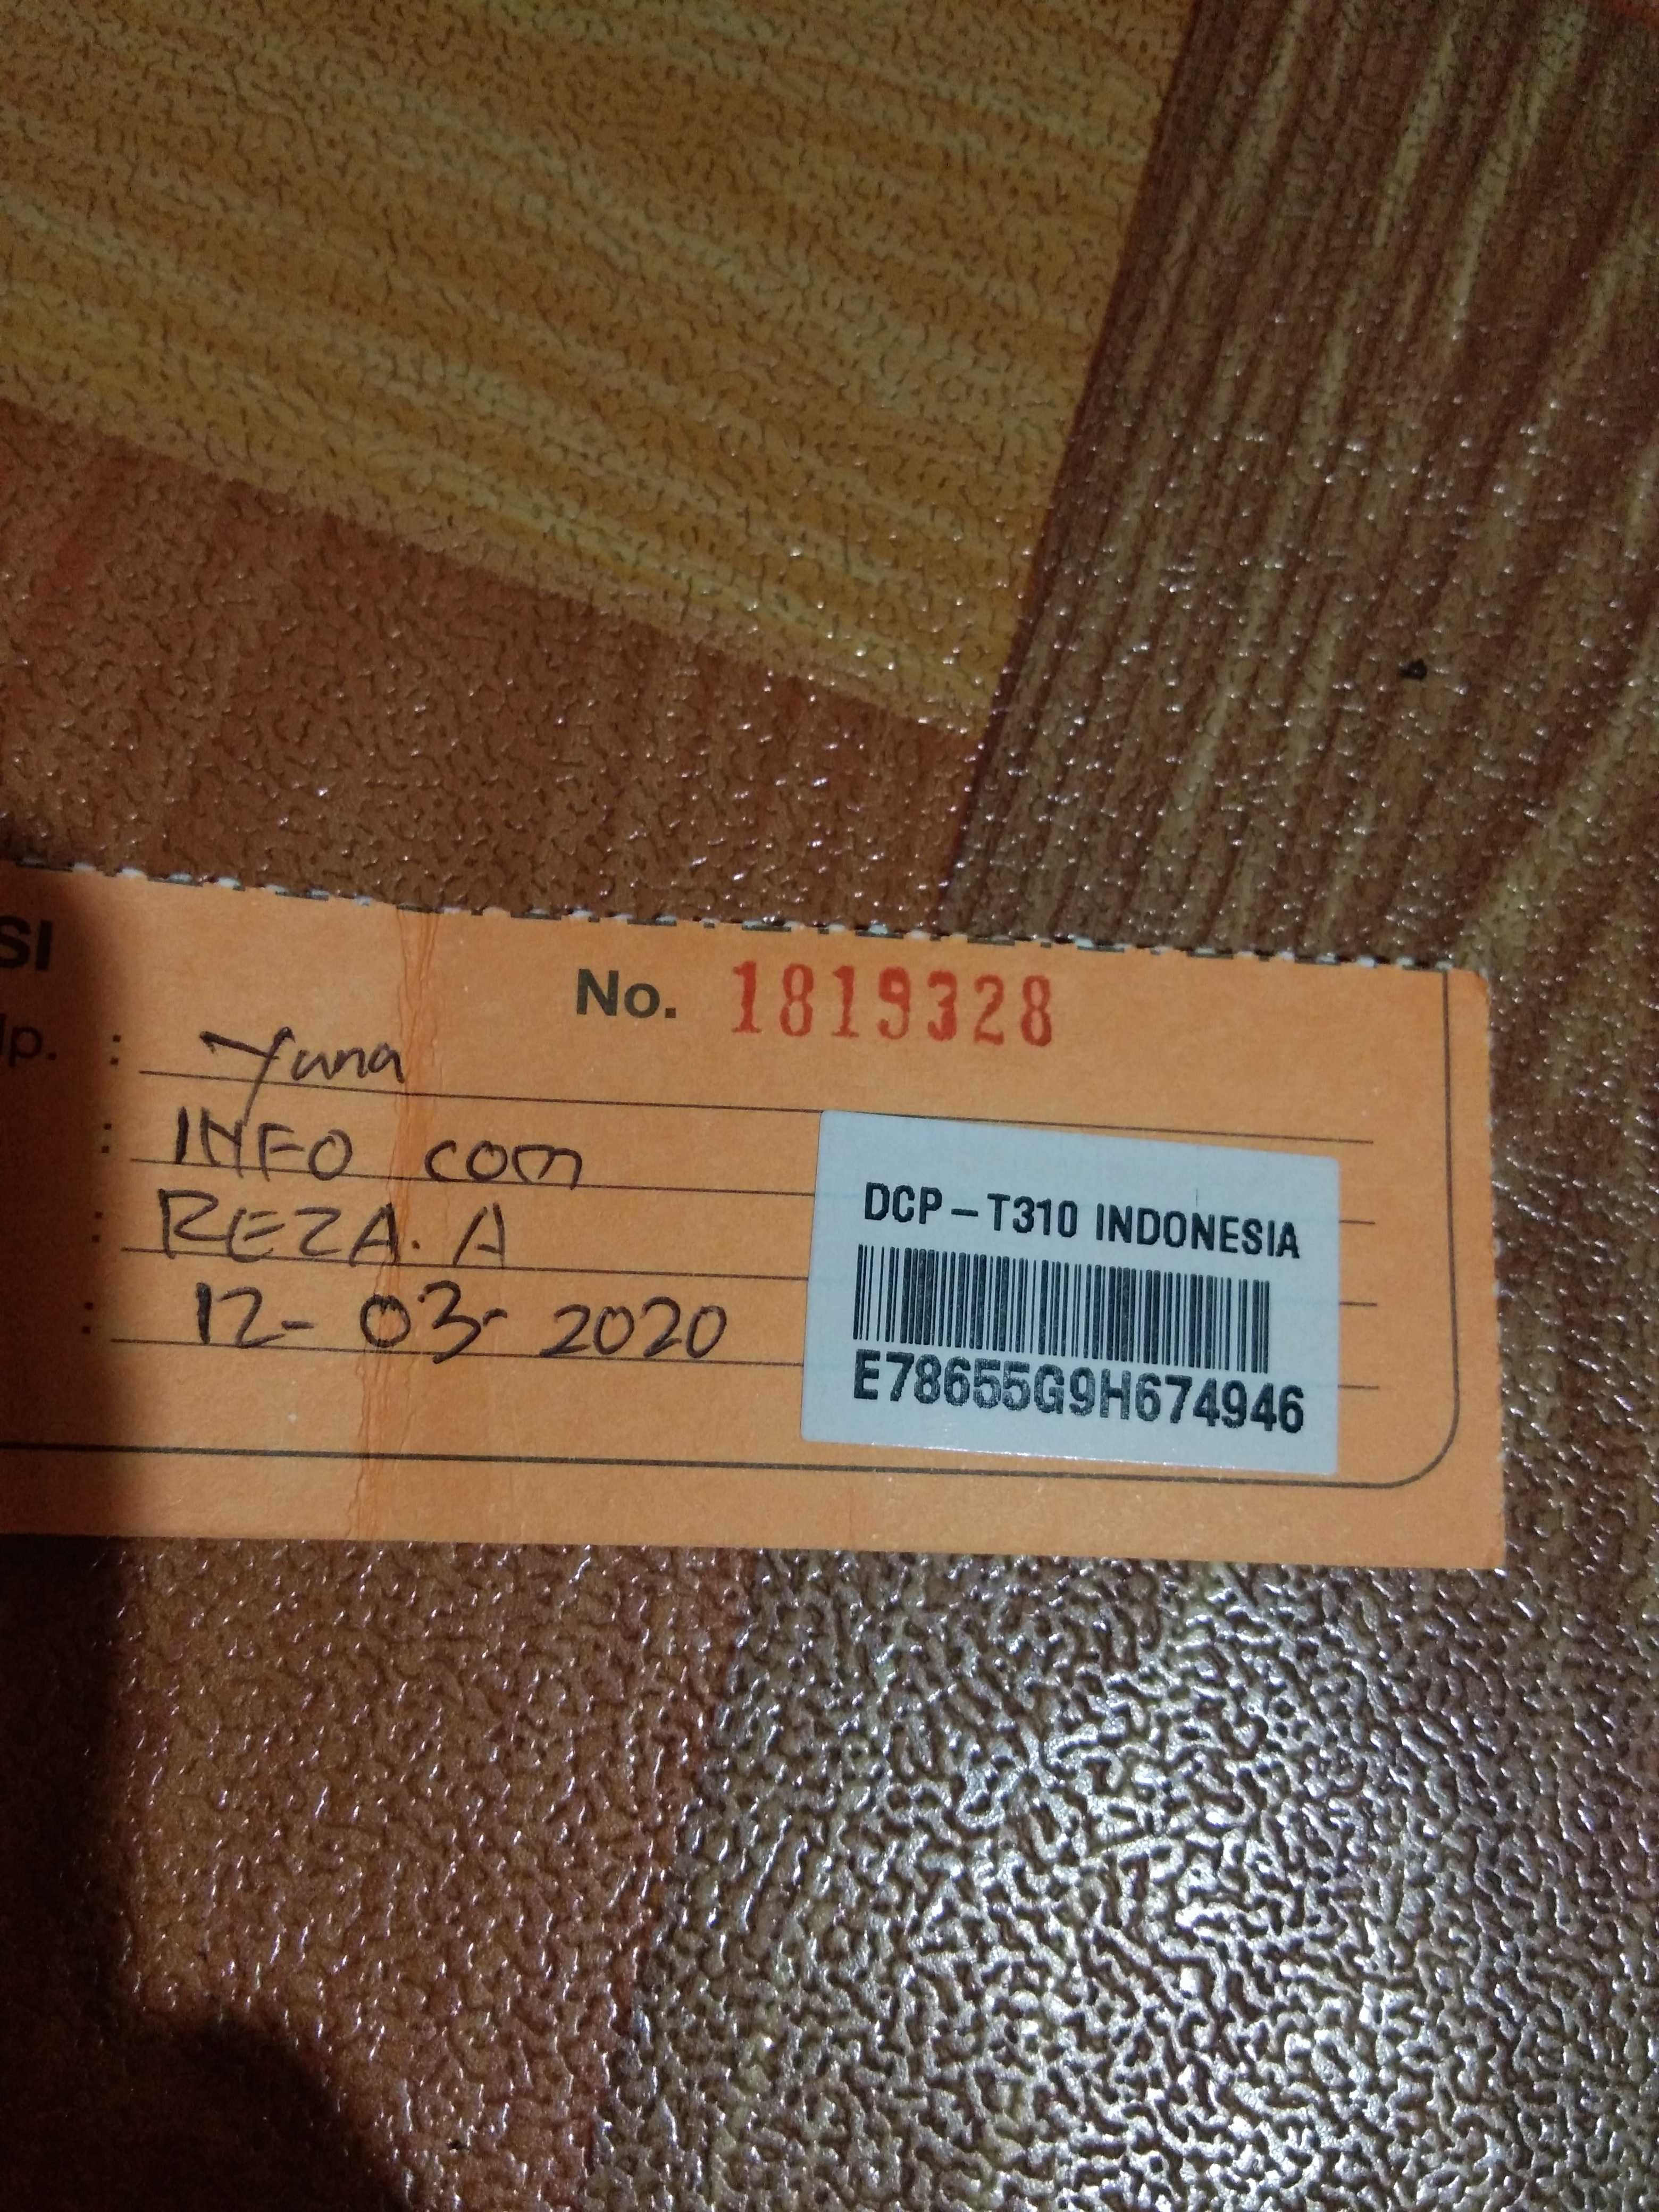 SI No. 1819328
lp. : Yuna
: INFO com
: REZA. A
: 12-03-2020
DCP-T310 INDONESIA
E78655G9H674946